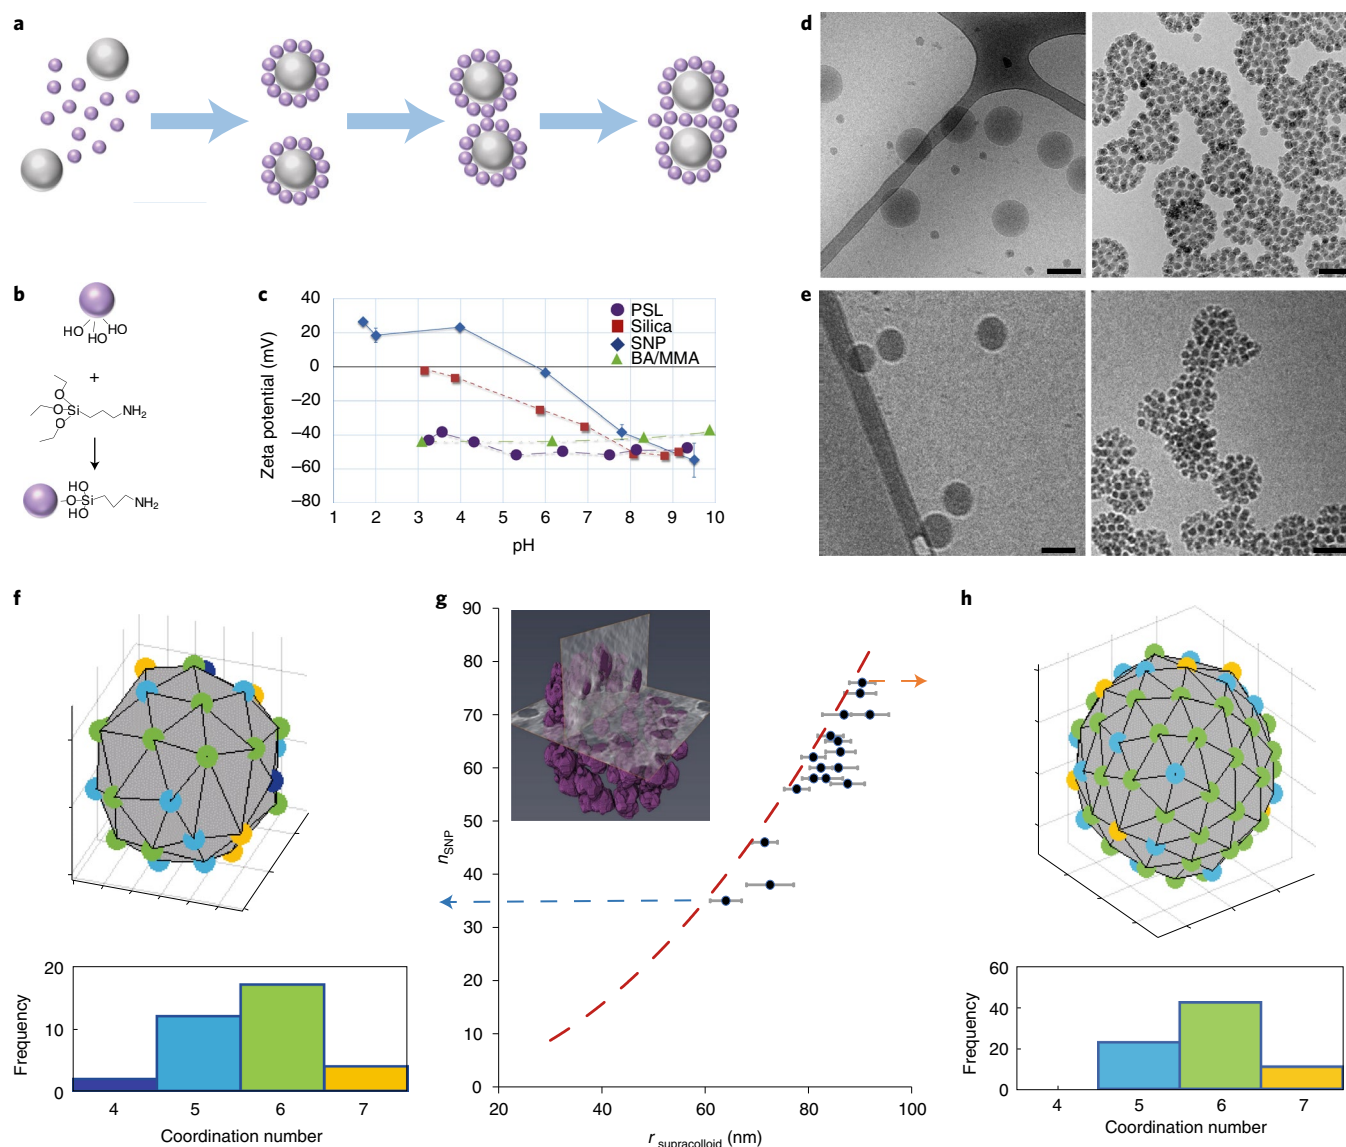 a
d
b
HO
HO
HO
+
O
O
Si
O
NH2
HO
O
Si
NH2
HO
c
Zeta potential (mV)
40
20
0
−20
−40
−60
−80
PSL
Silica
SNP
BA/MMA
1 2 3 4 5 6 7 8 9 10
pH
e
f
Frequency
20
10
0
4 5 6 7
Coordination number
g
nSNP
90
80
70
60
50
40
30
20
10
0
20 40 60 80 100
r supracolloid (nm)
h
Frequency
60
40
20
0
4 5 6 7
Coordination number